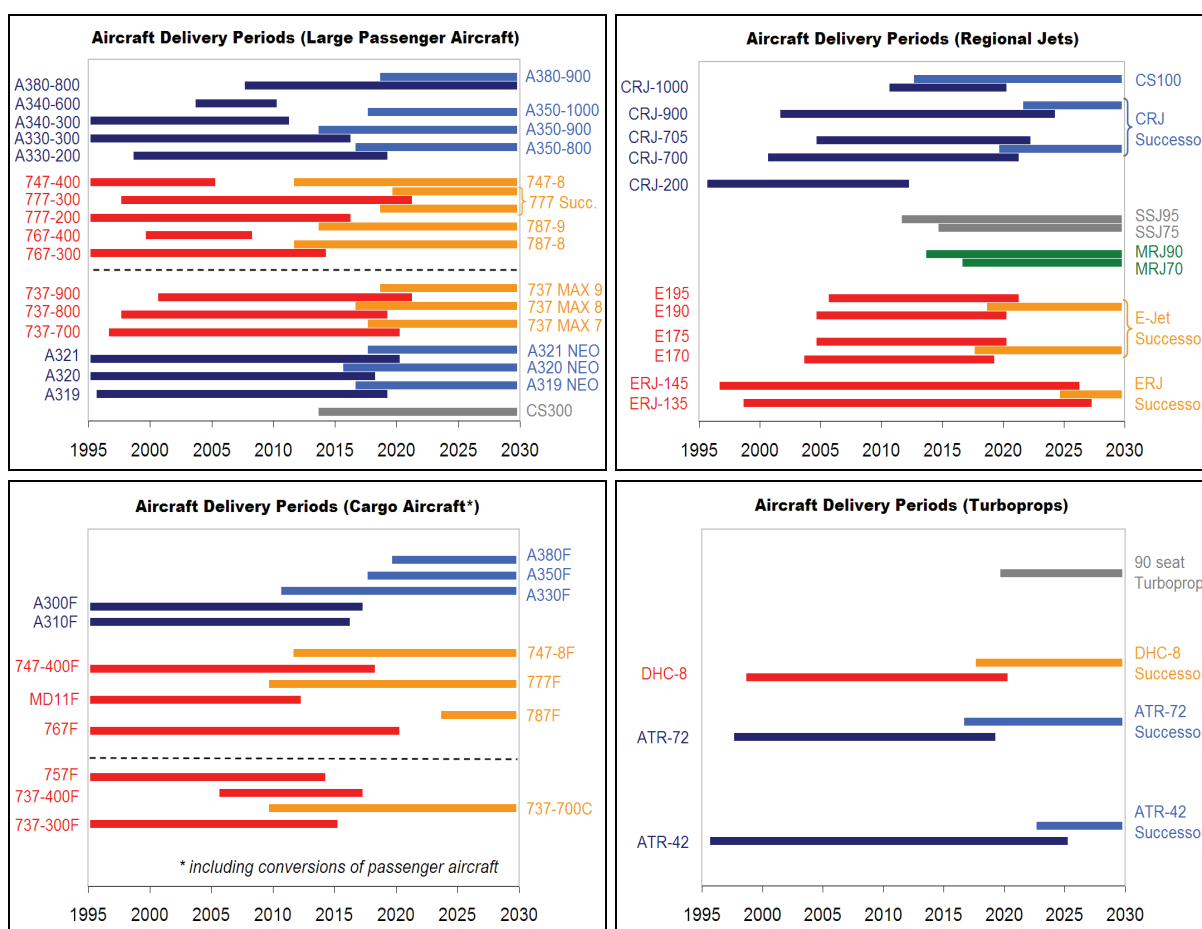 Aircraft Delivery Periods (Large Passenger Aircraft)
A380-800
A340-600
A340-300
A330-300
A330-200
747-400
777-300
777-200
767-400
767-300
737-900
737-800
737-700
A321
A320
A319
A380-900
A350-1000
A350-900
A350-800
747-8
777 Succ.
787-9
787-8
737 MAX 9
737 MAX 8
737 MAX 7
A321 NEO
A320 NEO
A319 NEO
CS300
1995 2000 2005 2010 2015 2020 2025 2030
Aircraft Delivery Periods (Regional Jets)
CRJ-1000
CRJ-900
CRJ-705
CRJ-700
CRJ-200
E195
E190
E175
E170
ERJ-145
ERJ-135
CS100
CRJ
Successo
SSJ95
SSJ75
MRJ90
MRJ70
E-Jet
Successo
ERJ
Successo
1995 2000 2005 2010 2015 2020 2025 2030
Aircraft Delivery Periods (Cargo Aircraft*)
A300F
A310F
747-400F
MD11F
767F
757F
737-400F
737-300F
A380F
A350F
A330F
747-8F
777F
787F
737-700C
* including conversions of passenger aircraft
1995 2000 2005 2010 2015 2020 2025 2030
Aircraft Delivery Periods (Turboprops)
DHC-8
ATR-72
ATR-42
90 seat
Turboprop
DHC-8
Successo
ATR-72
Successo
ATR-42
Successo
1995 2000 2005 2010 2015 2020 2025 2030